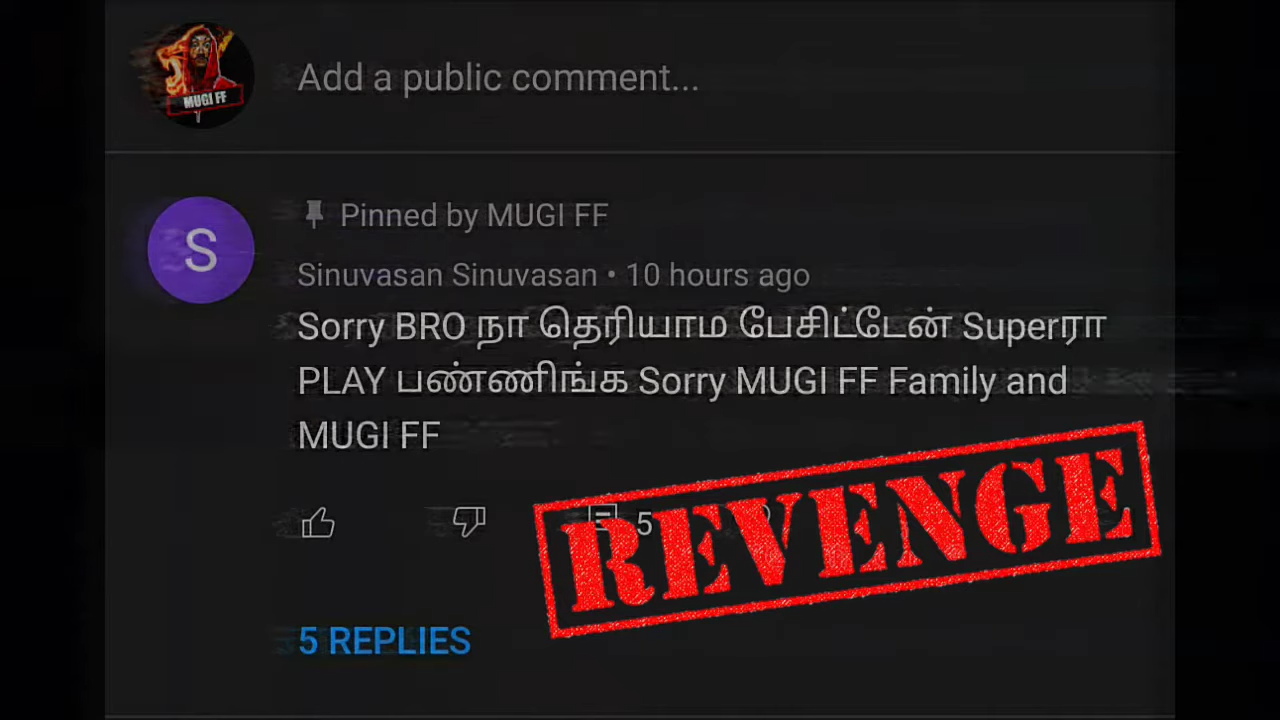 MUGI FF
Add a public comment...
Pinned by MUGI FF
S
Sinuvasan Sinuvasan • 10 hours ago
Sorry BRO நா தெரியாம பேசிட்டேன் Superரா
PLAY பண்ணிங்க Sorry MUGI FF Family and
MUGI FF
5
REVENGE
5 REPLIES